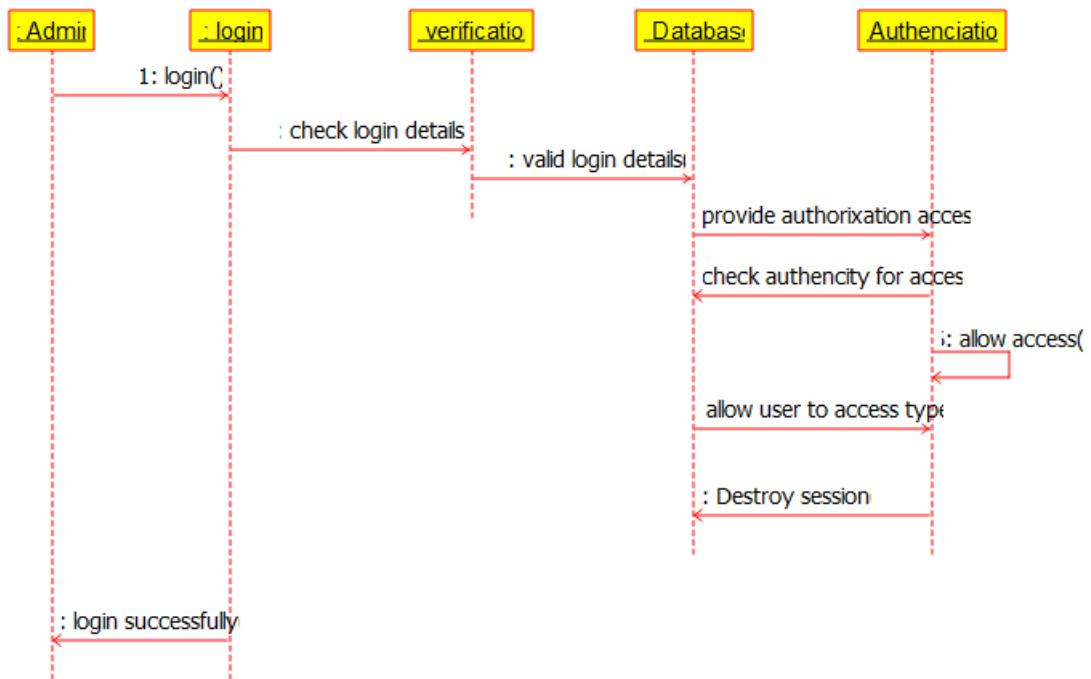 : Admin
: login
verificatio
Database
Authenciatio
1: login()
: check login details
: valid login details(
provide authorixation acces
check authencity for acces
: allow access(
allow user to access type
: Destroy session
: login successfully